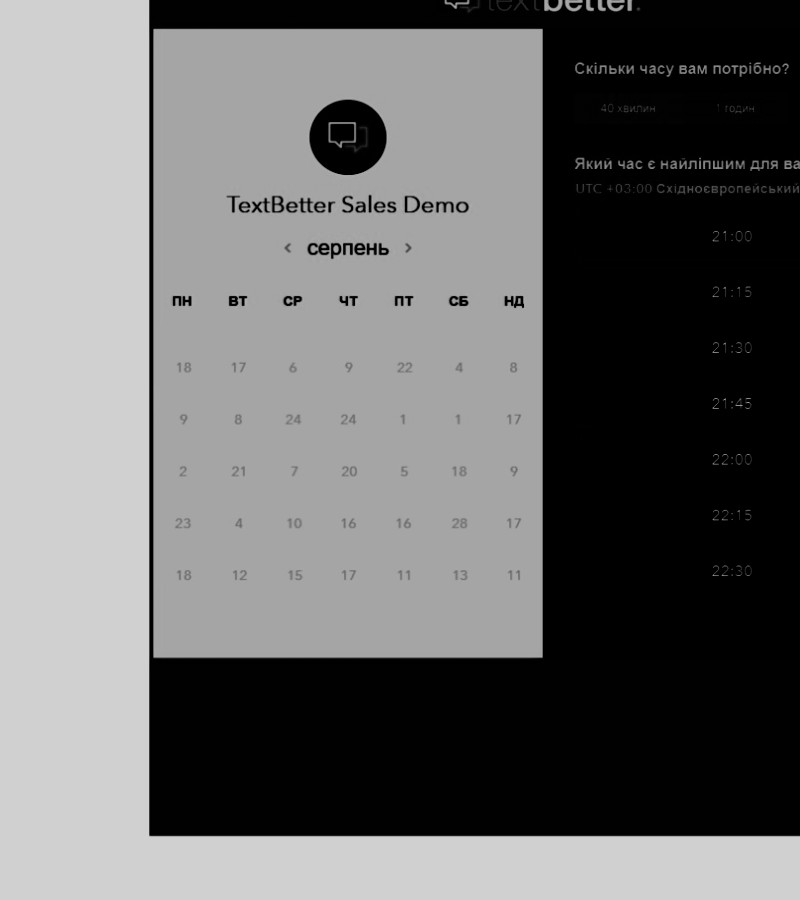 textbetter.
TextBetter Sales Demo
серпень
ПН ВТ СР ЧТ ПТ СБ НД
18 17 6 9 22 4 8
9 8 24 24 1 1 17
2 21 7 20 5 18 9
23 4 10 16 16 28 17
18 12 15 17 11 13 11
Скільки часу вам потрібно?
40 хвилин 1 годин
Який час є найліпшим для
UTC +03:00 Східноєвропейський
21:00
21:15
21:30
21:45
22:00
22:15
22:30